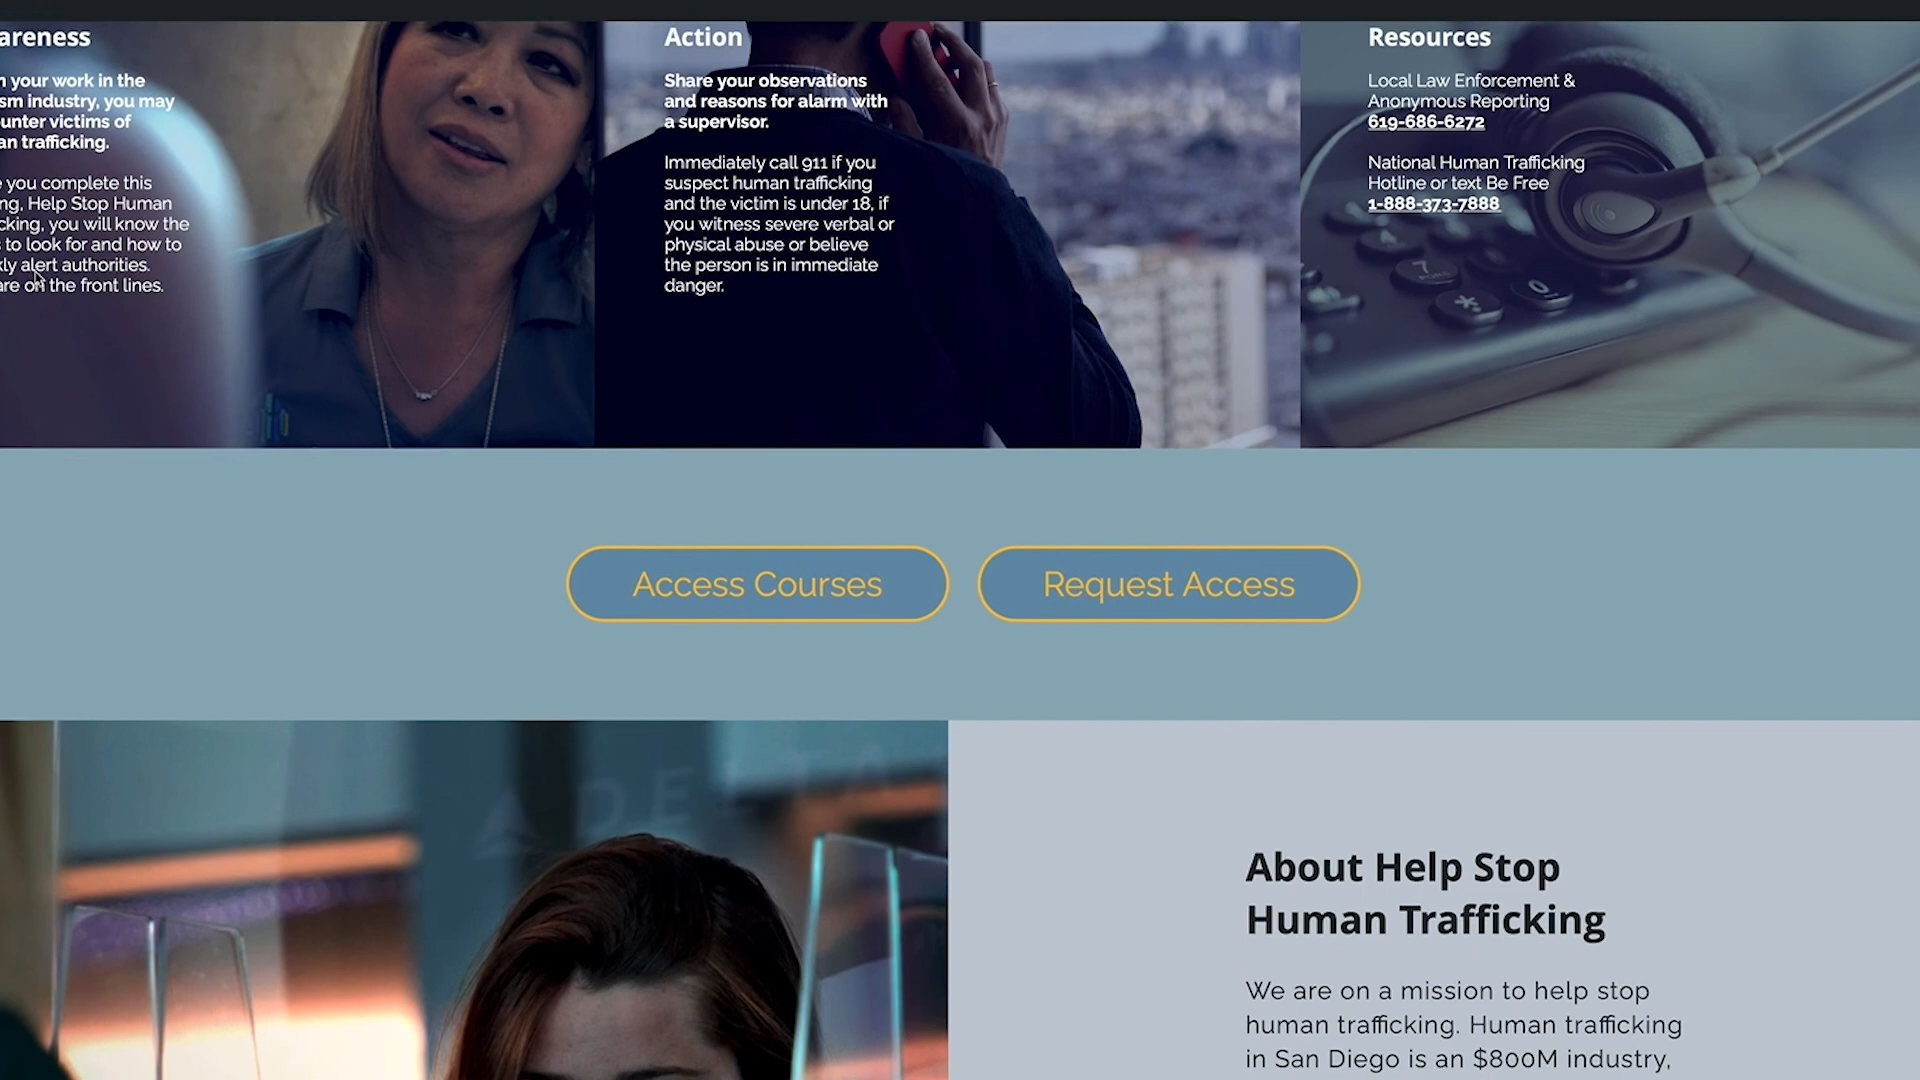 areness
your work in the
sm industry, you may
unter victims of
an trafficking.
you complete this
ng, Help Stop Human
cking, you will know the
to look for and how to
kly alert authorities.
are on the front lines.
Action
Share your observations
and reasons for alarm with
a supervisor.
Immediately call 911 if you
suspect human trafficking
and the victim is under 18, if
you witness severe verbal or
physical abuse or believe
the person is in immediate
danger.
Resources
Local Law Enforcement &
Anonymous Reporting
619-686-6272
National Human Trafficking
Hotline or text Be Free
1-888-373-7888
Access Courses
Request Access
DELTA
About Help Stop
Human Trafficking
We are on a mission to help stop
human trafficking. Human trafficking
in San Diego is an $800M industry,